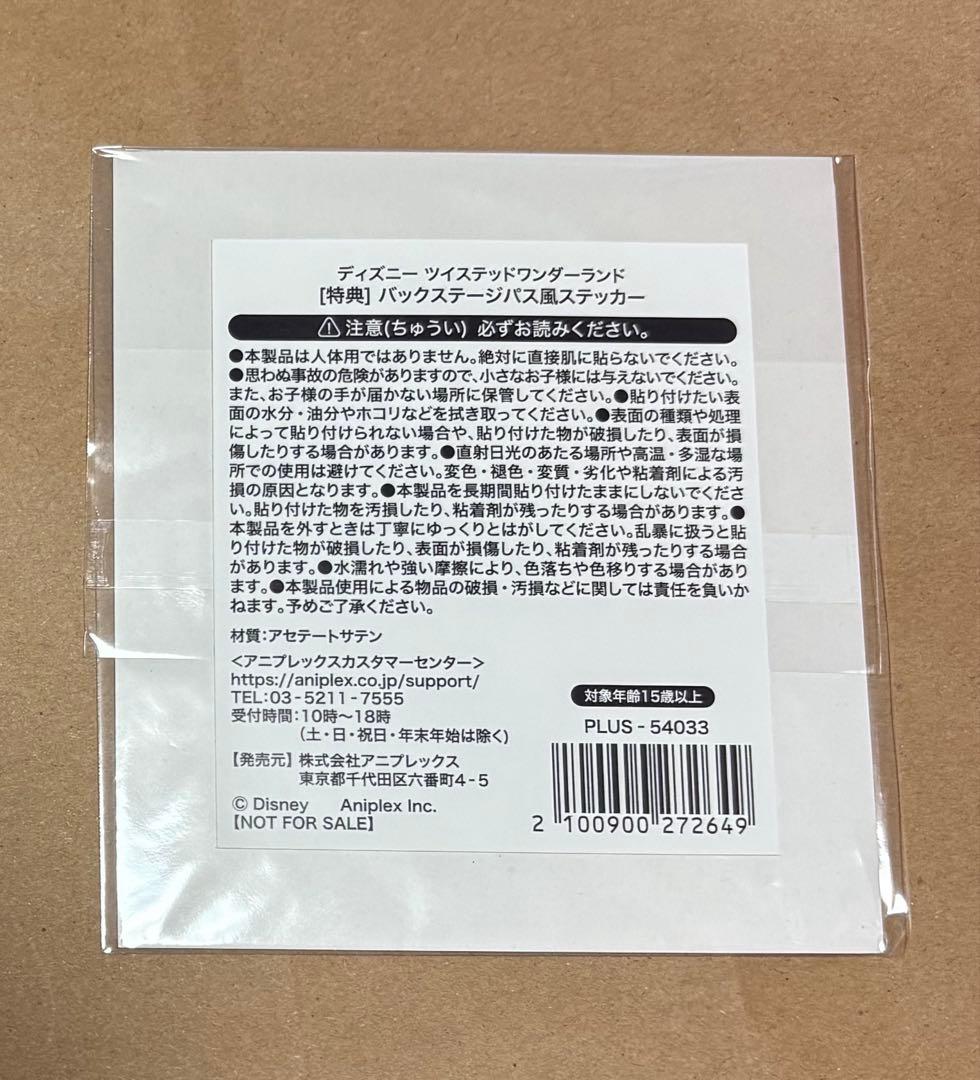 ディズニー ツイステッドワンダーランド
[特典] バックステージパス風ステッカー
注意(ちゅうい) 必ずお読みください。
●本製品は人体用ではありません。絶対に直接肌に貼らないでください。
●思わぬ事故の危険がありますので、小さなお子様には与えないでください。
また、お子様の手が届かない場所に保管してください。●貼り付けたい表
面の水分・油分やホコリなどを拭き取ってください。●表面の種類や処理
によって貼り付けられない場合や、貼り付けた物が破損したり、表面が損
傷したりする場合があります。●直射日光のあたる場所や高温・多湿な場
所での使用は避けてください。変色・褪色・変質・劣化や粘着剤による汚
損の原因となります。●本製品を長期間貼り付けたままにしないでくださ
い。貼り付けた物を汚損したり、粘着剤が残ったりする場合があります。●
本製品を外すときは丁寧にゆっくりとはがしてください。乱暴に扱うと貼
り付けた物が破損したり、表面が損傷したり、粘着剤が残ったりする場合
があります。●水濡れや強い摩擦により、色落ちや色移りする場合があり
ます。●本製品使用による物品の破損・汚損などに関しては責任を負いか
ねます。予めご了承ください。
材質：アセテートサテン
<アニプレックスカスタマーセンター>
https://aniplex.co.jp/support/
TEL:03-5211-7555
受付時間：10時～18時
(土・日・祝日・年末年始は除く)
【発売元】株式会社アニプレックス
東京都千代田区六番町4-5
© Disney Aniplex Inc.
【NOT FOR SALE】
対象年齢15歳以上
PLUS-54033
2 100900 272649